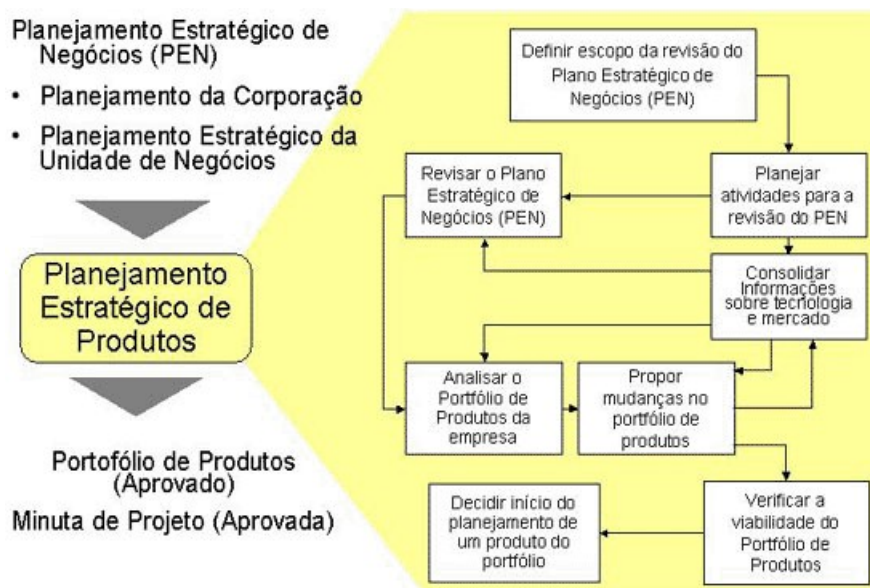 Planejamento Estratégico de
Negócios (PEN)
• Planejamento da Corporação
• Planejamento Estratégico da
Unidade de Negócios
Planejamento
Estratégico de
Produtos
Portofólio de Produtos
(Aprovado)
Minuta de Projeto (Aprovada)
Definir escopo da revisão do
Plano Estratégico de
Negócios (PEN)
Planejar
atividades para a
revisão do PEN
Revisar o Plano
Estratégico de
Negócios (PEN)
Consolidar
Informações
sobre tecnologia
e mercado
Analisar o
Portfólio de
Produtos da
empresa
Propor
mudanças no
portfólio de
produtos
Verificar a
viabilidade do
Portfólio de
Produtos
Decidir início do
planejamento de
um produto do
portfólio